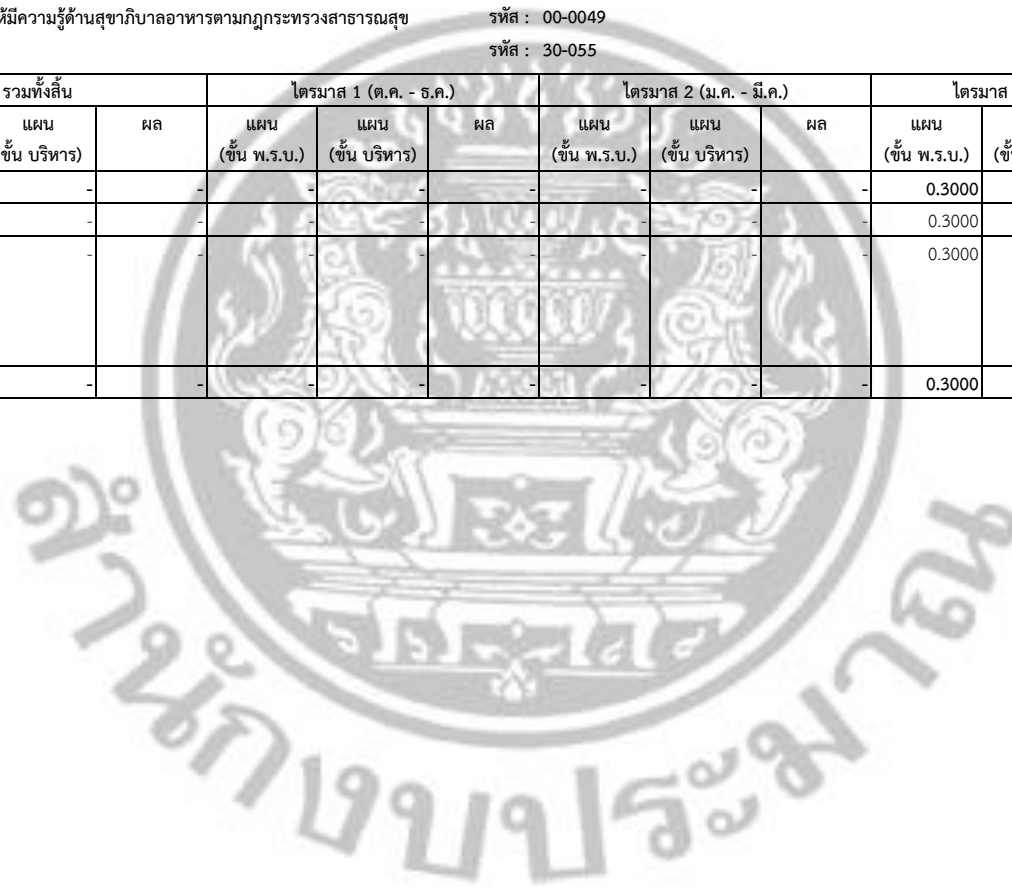 ห้มีความรู้ด้านสุขาภิบาลอาหารตามกฎกระทรวงสาธารณสุข รหัส : 00-0049
รหัส : 30-055
รวมทั้งสิ้น ไตรมาส 1 (ต.ค. - ธ.ค.) ไตรมาส 2 (ม.ค. - มี.ค.) ไตรมาส
แผน ผล แผน แผน ผล แผน แผน ผล แผน
ขั้น บริหาร) (ขั้น พ.ร.บ.) (ขั้น บริหาร) (ขั้น พ.ร.บ.) (ขั้น บริหาร) (ขั้น พ.ร.บ.) (ขั้
- - - - - - - - 0.3000
- - - - - - - - 0.3000
- - - - - - - - 0.3000
- - - - - - - - 0.3000
สำนักงบประมาณ